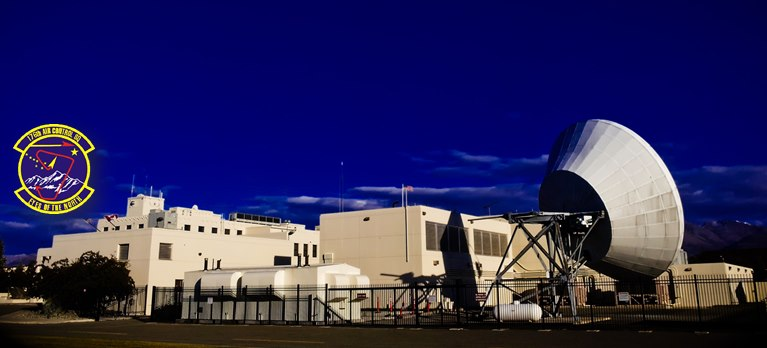 176th AIR CONTROL SQ
EYES OF THE NORTH